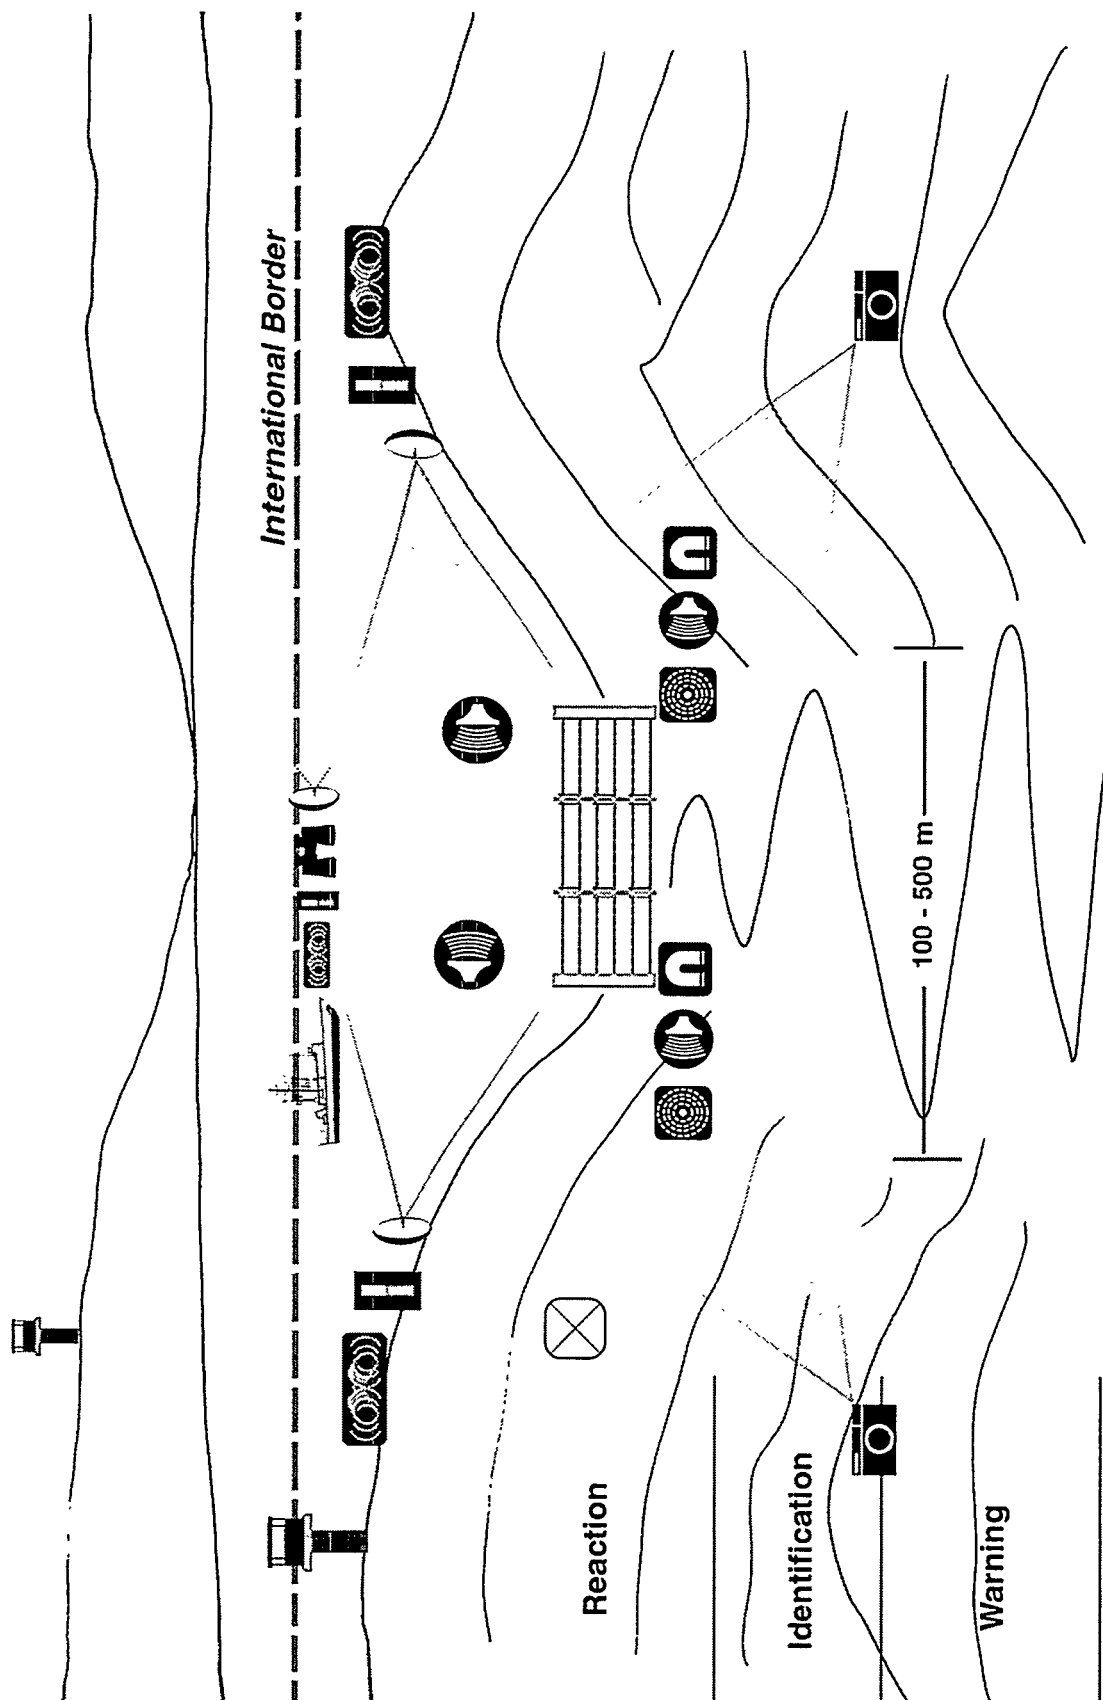 International Border
Reaction
Identification
Warning
100 - 500 m